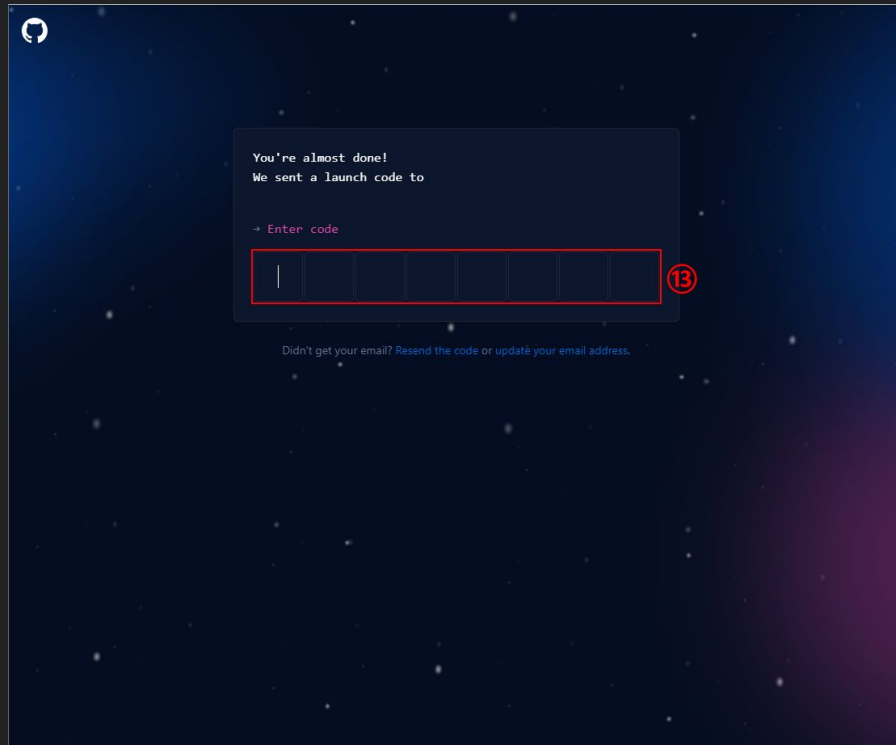 You're almost done!
We sent a launch code to
→ Enter code
⑬
Didn't get your email? Resend the code or update your email address.